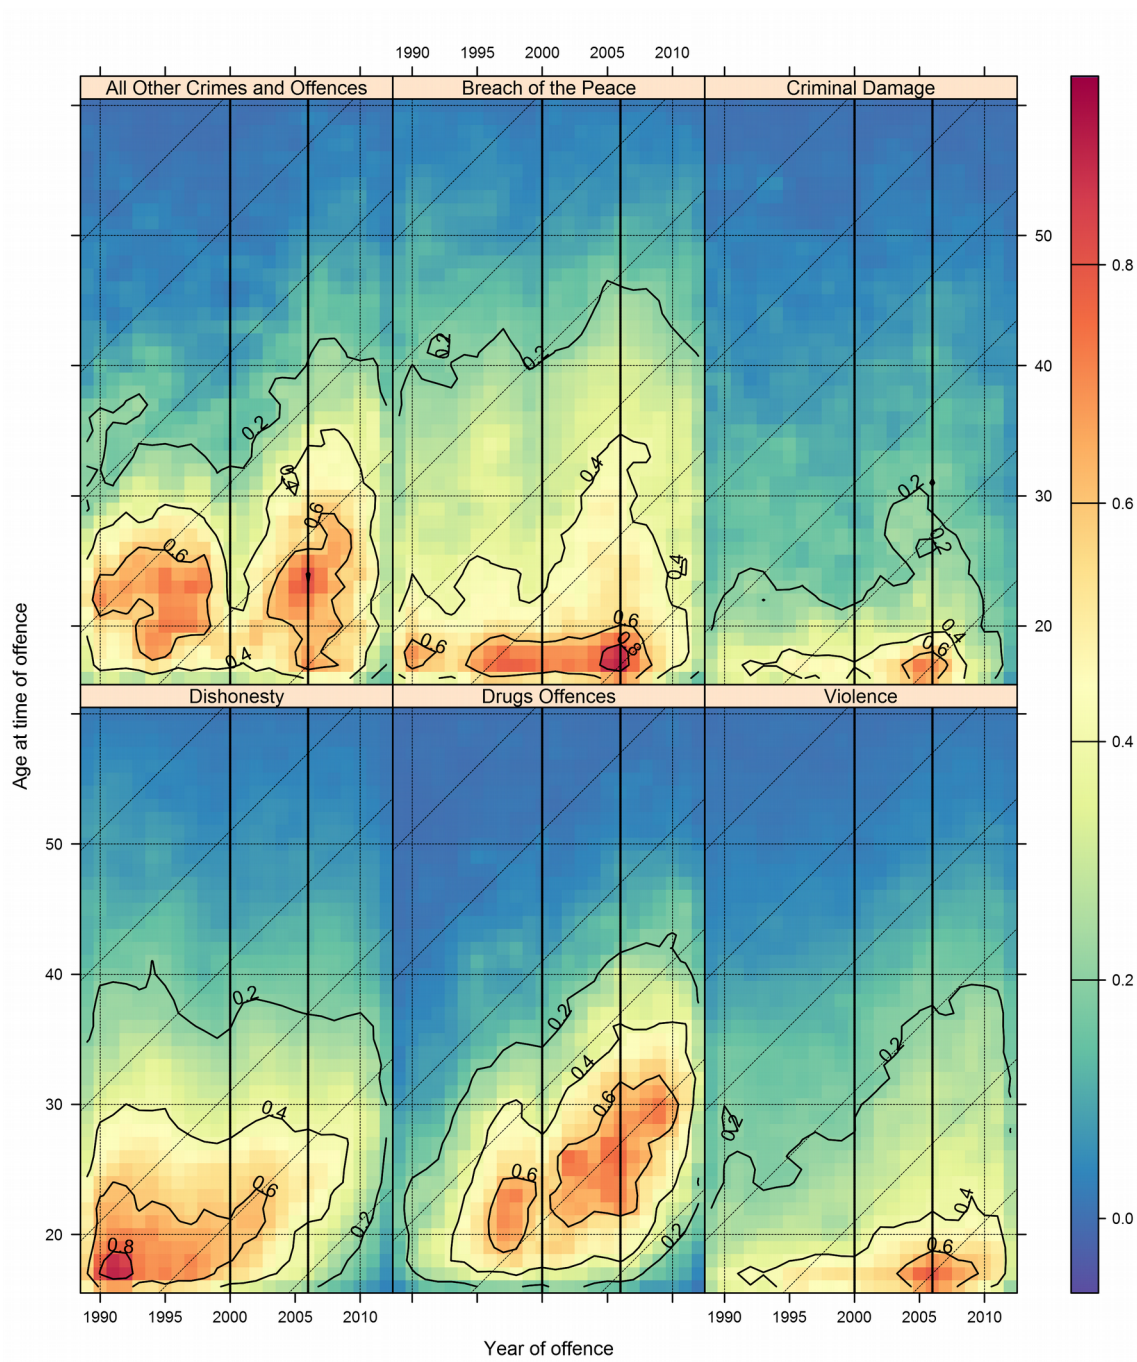 1990 1995 2000 2005 2010
All Other Crimes and Offences Breach of the Peace Criminal Damage
0.2 0.4 0.6 0.4
0.2 0.2 0.4 0.4 0.6 0.8 0.6
0.2 0.2 0.4 0.6
50
40
30
20
Dishonesty Drugs Offences Violence
0.2 0.4 0.6 0.8 0.2
0.2 0.4 0.6 0.6 0.2
0.2 0.2 0.4 0.6
50
40
30
20
1990 1995 2000 2005 2010 1990 1995 2000 2005 2010
Year of offence
Age at time of offence
0.8
0.6
0.4
0.2
0.0